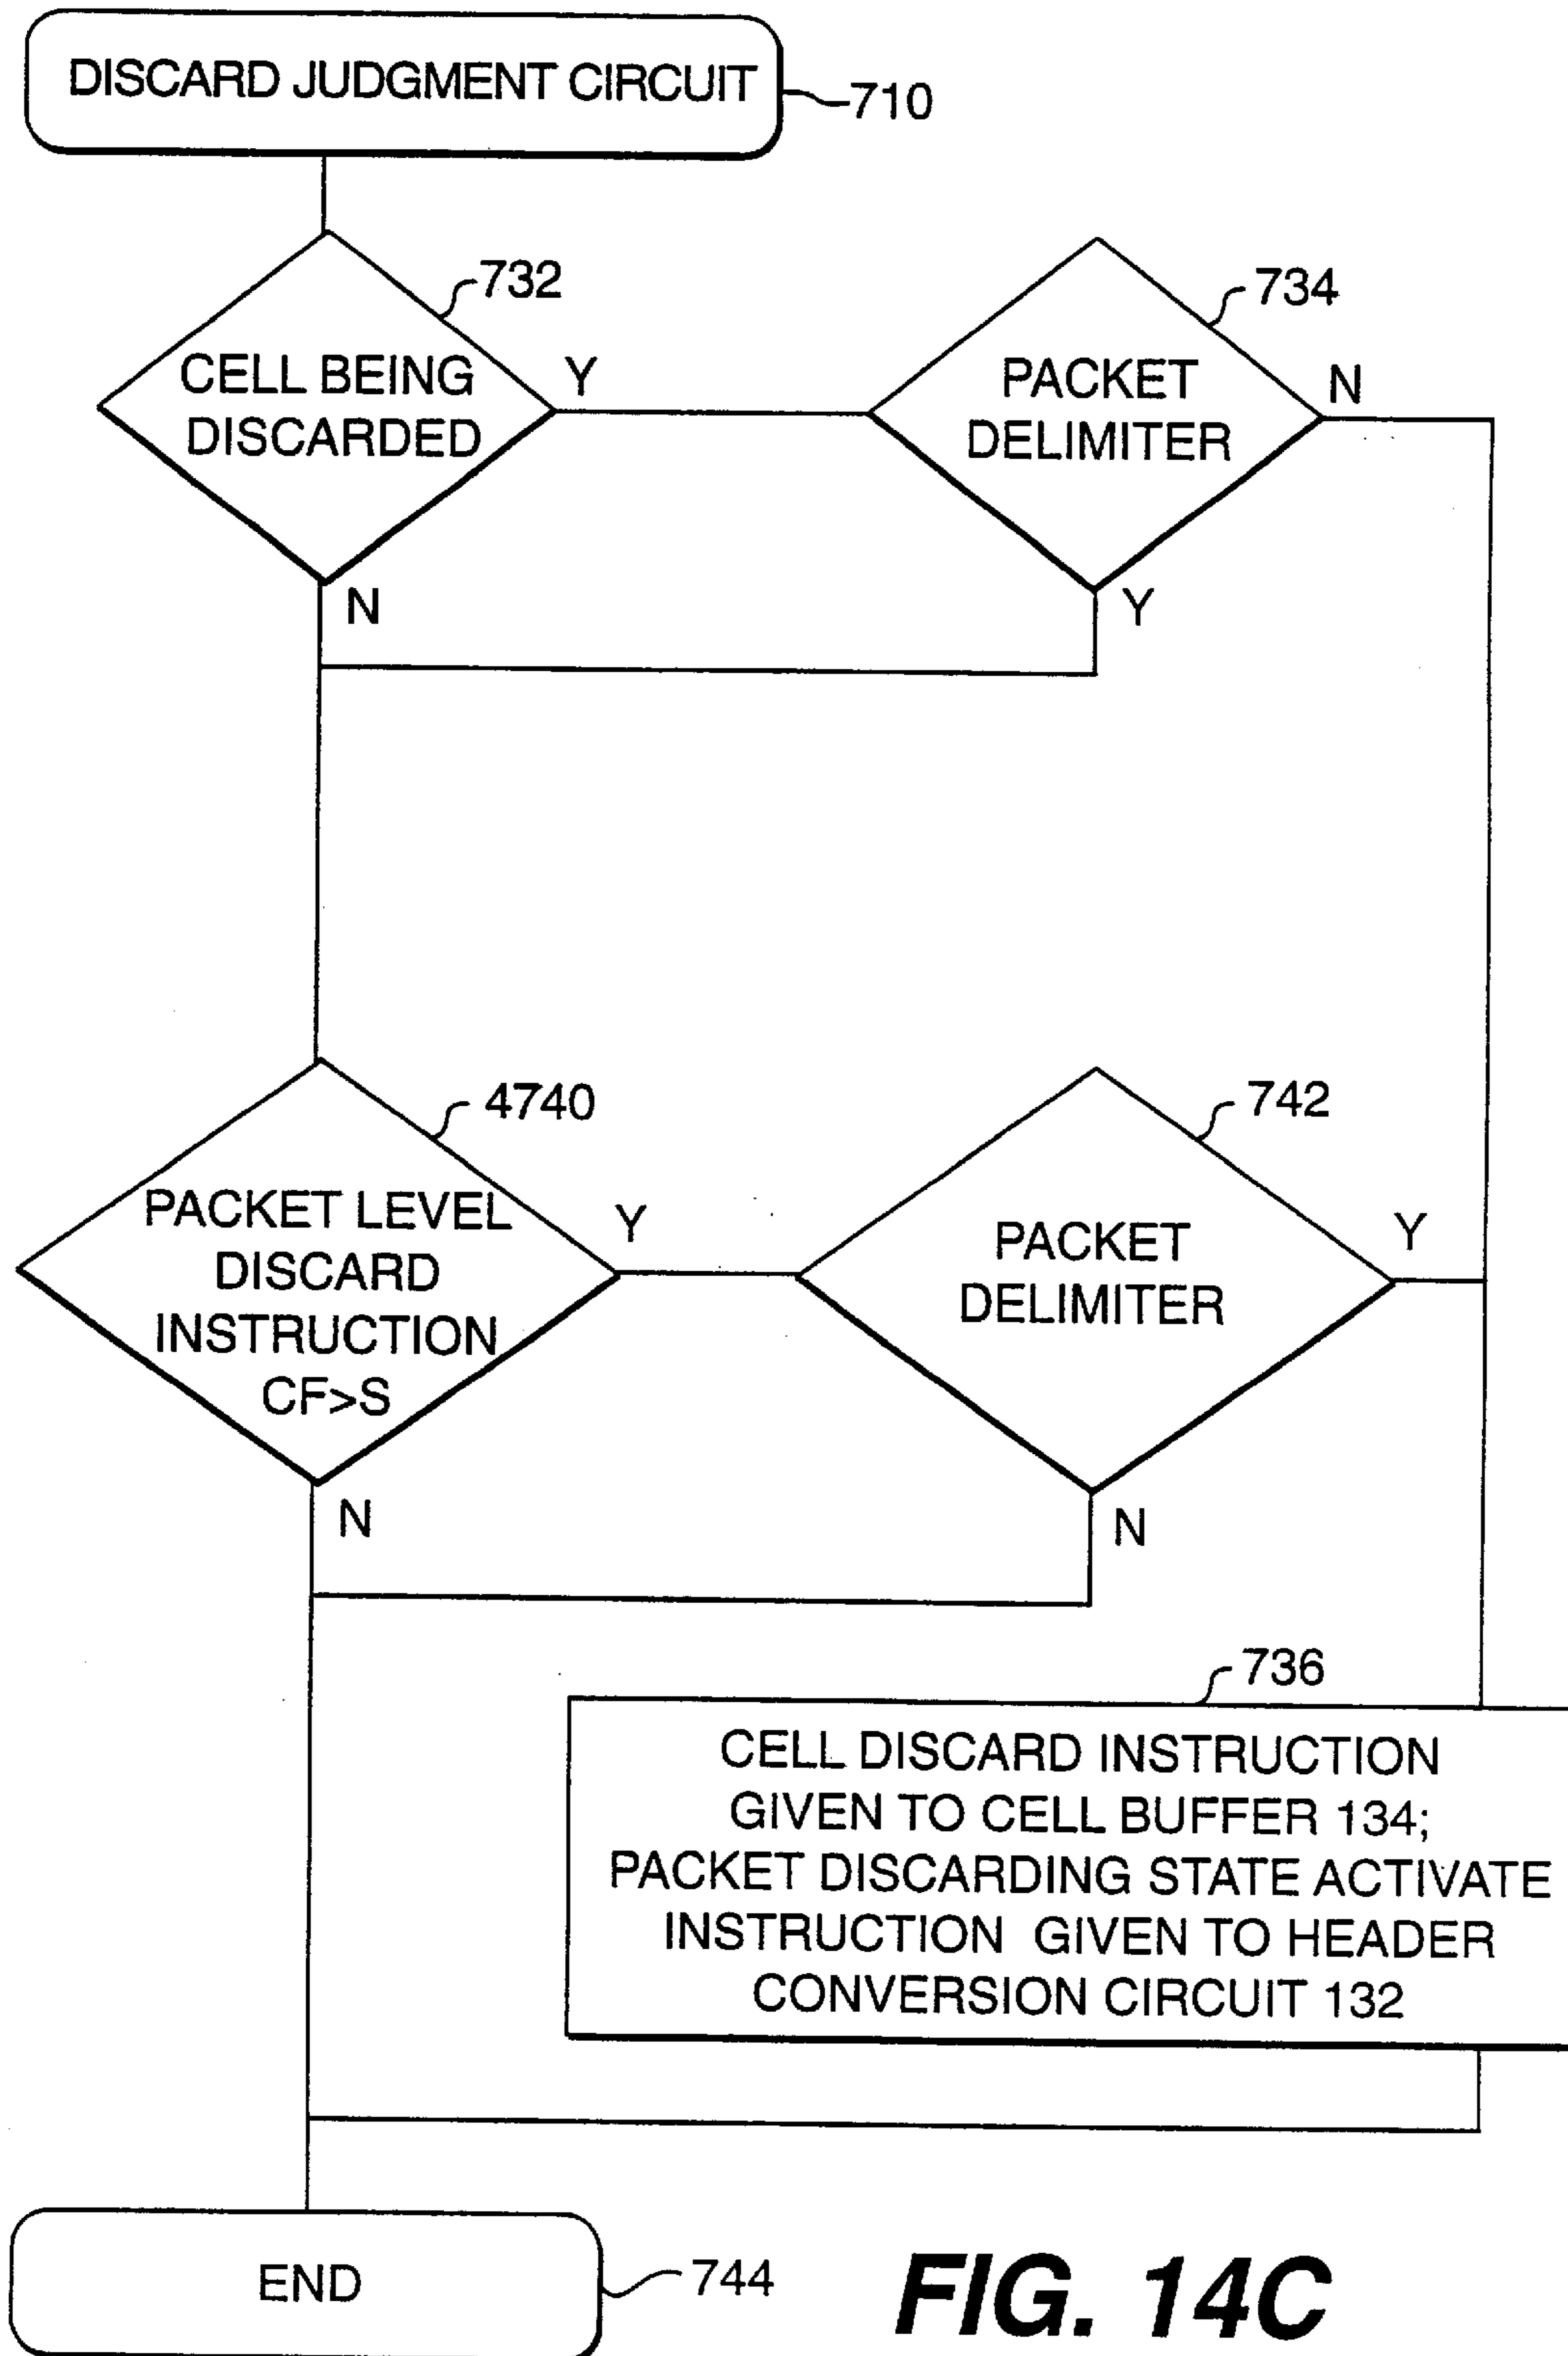 DISCARD JUDGMENT CIRCUIT
710
732
CELL BEING
DISCARDED
Y
N
734
PACKET
DELIMITER
N
Y
4740
PACKET LEVEL
DISCARD
INSTRUCTION
CF>S
Y
N
742
PACKET
DELIMITER
Y
N
736
CELL DISCARD INSTRUCTION
GIVEN TO CELL BUFFER 134;
PACKET DISCARDING STATE ACTIVATE
INSTRUCTION GIVEN TO HEADER
CONVERSION CIRCUIT 132
END
744
FIG. 14C